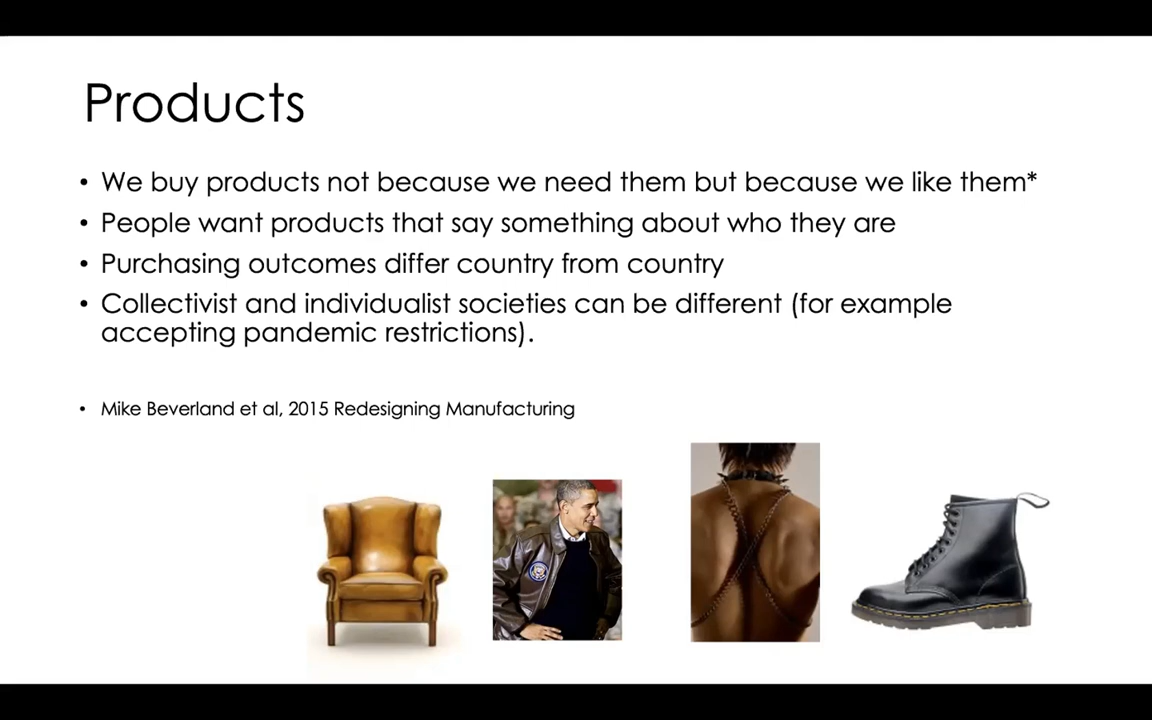 Products
• We buy products not because we need them but because we like them*
• People want products that say something about who they are
• Purchasing outcomes differ country from country
• Collectivist and individualist societies can be different (for example
accepting pandemic restrictions).
• Mike Beverland et al, 2015 Redesigning Manufacturing